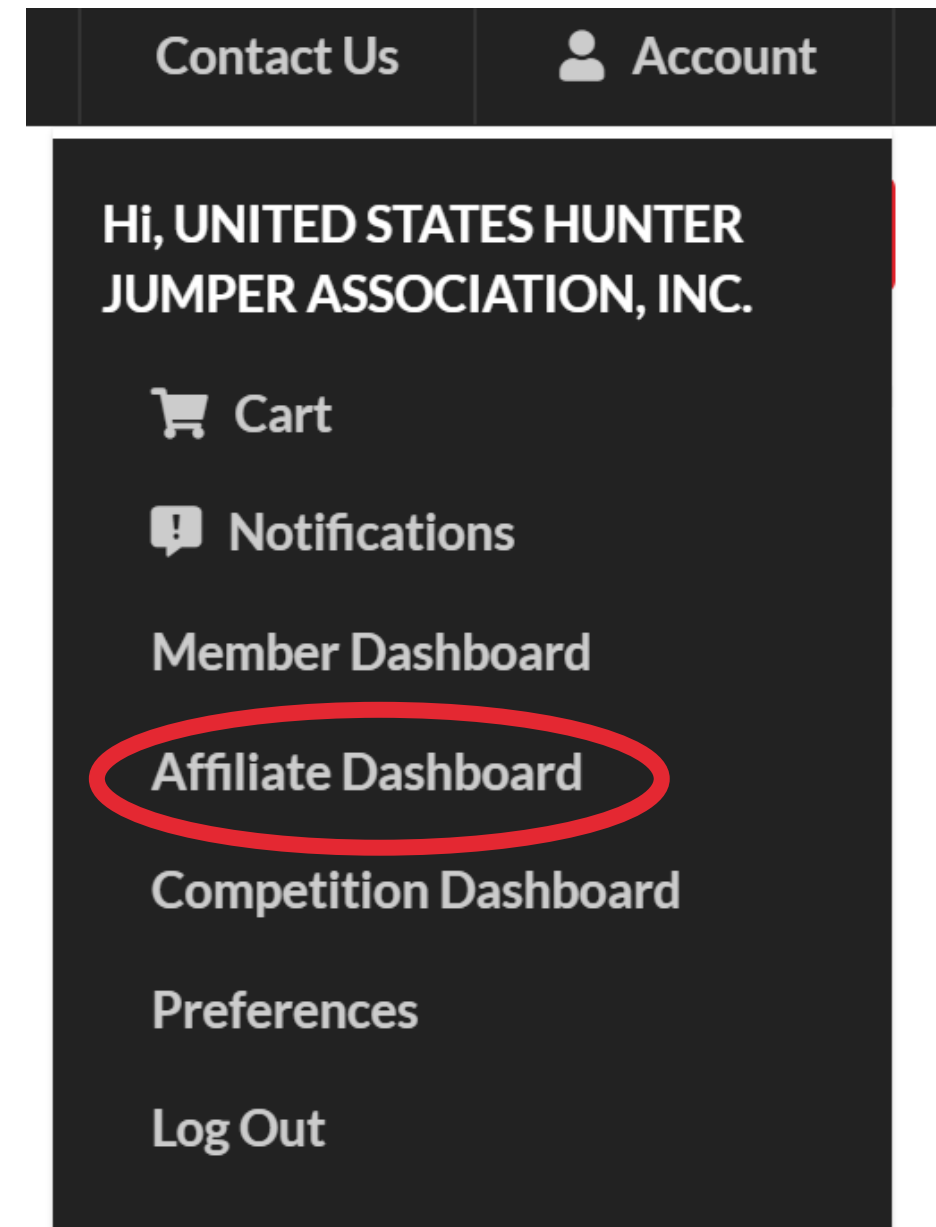 Contact Us
Account
Hi, UNITED STATES HUNTER
JUMPER ASSOCIATION, INC.
Cart
Notifications
Member Dashboard
Affiliate Dashboard
Competition Dashboard
Preferences
Log Out